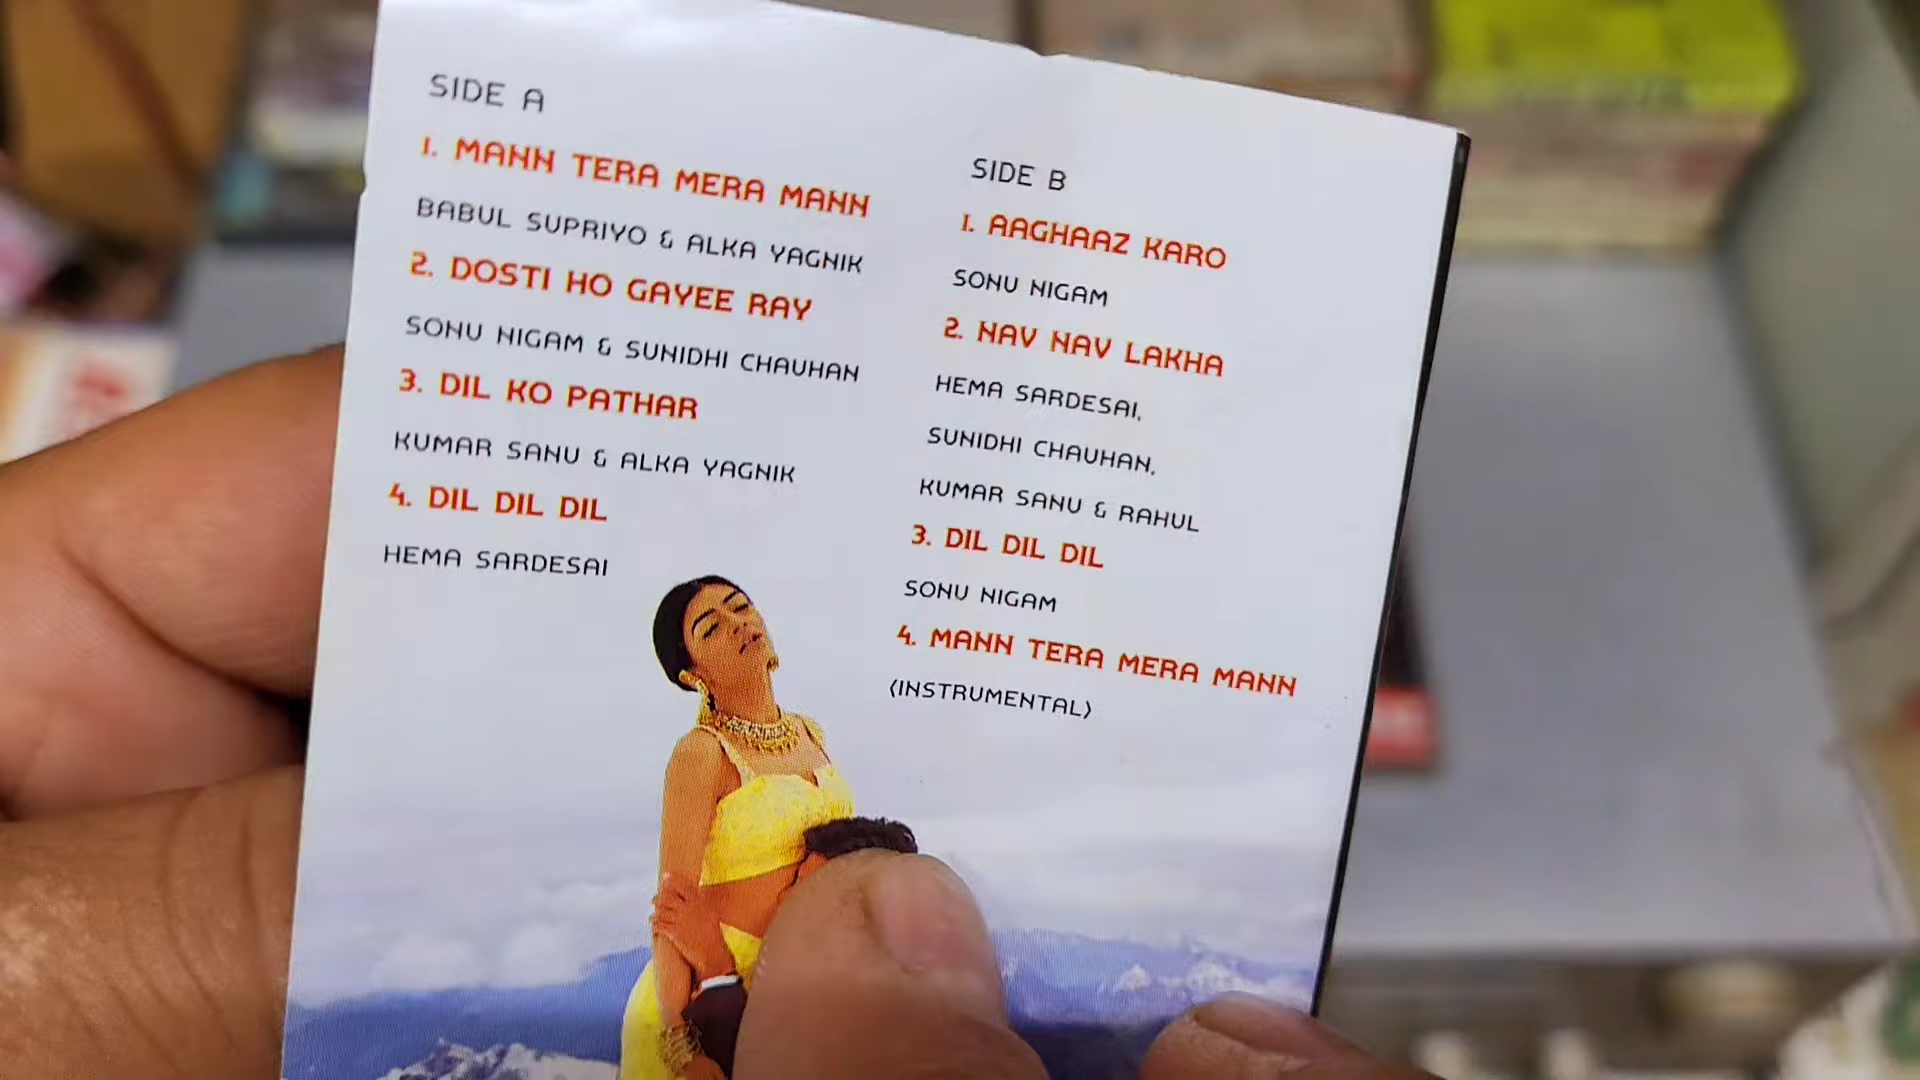 SIDE A
1. MANN TERA MERA MANN
BABUL SUPRIYO & ALKA YAGNIK
2. DOSTI HO GAYEE RAY
SONU NIGAM & SUNIDHI CHAUHAN
3. DIL KO PATHAR
KUMAR SANU & ALKA YAGNIK
4. DIL DIL DIL
HEMA SARDESAI
SIDE B
1. AAGHAAZ KARO
SONU NIGAM
2. NAV NAV LAKHA
HEMA SARDESAI,
SUNIDHI CHAUHAN,
KUMAR SANU & RAHUL
3. DIL DIL DIL
SONU NIGAM
4. MANN TERA MERA MANN
(INSTRUMENTAL)